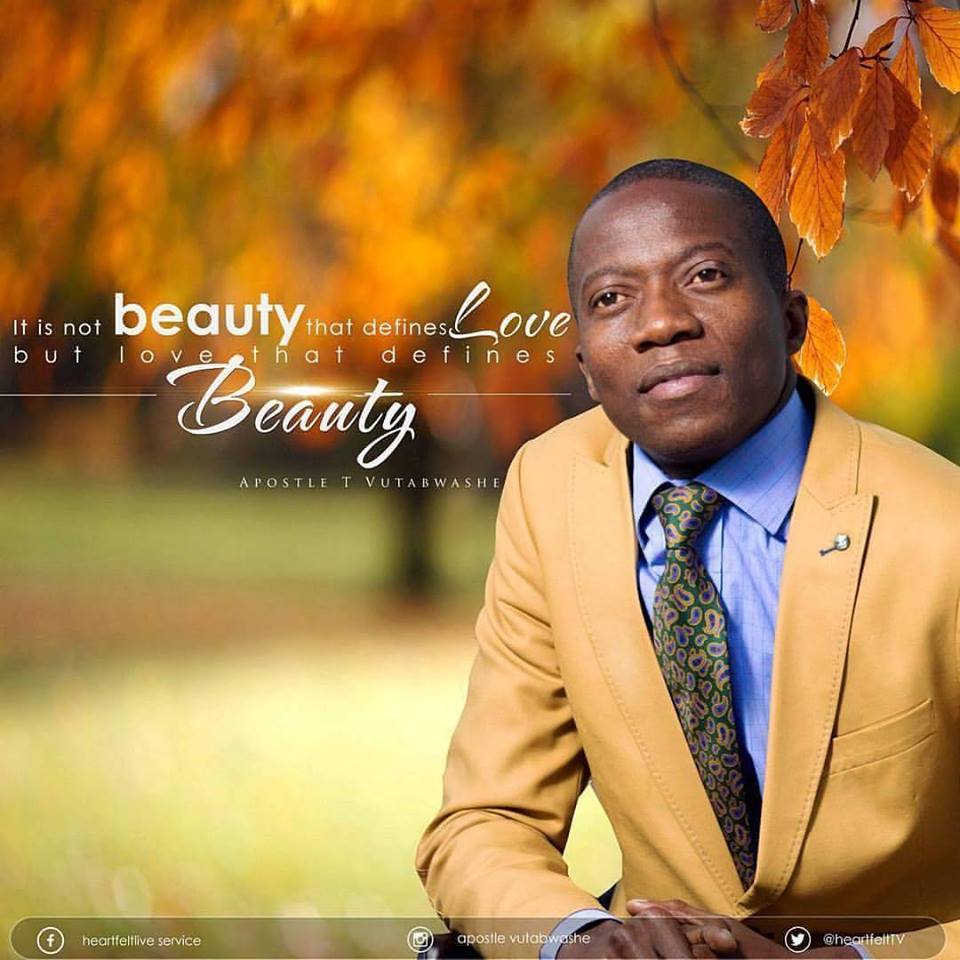 It is not beauty that defines Love
but love that defines
Beauty
APOSTLE T VUTABWASHE
heartfeltlive service apostle vutabwashe @heartfeltTV